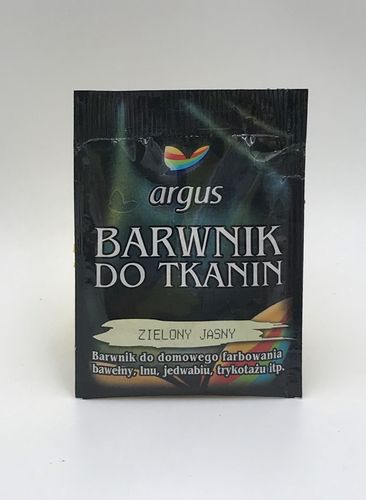 argus
BARWNIK
DO TKANIN
ZIELONY JASNY
Barwnik do domowego farbowania
bawełny, lnu, jedwabiu, trykotażu itp.